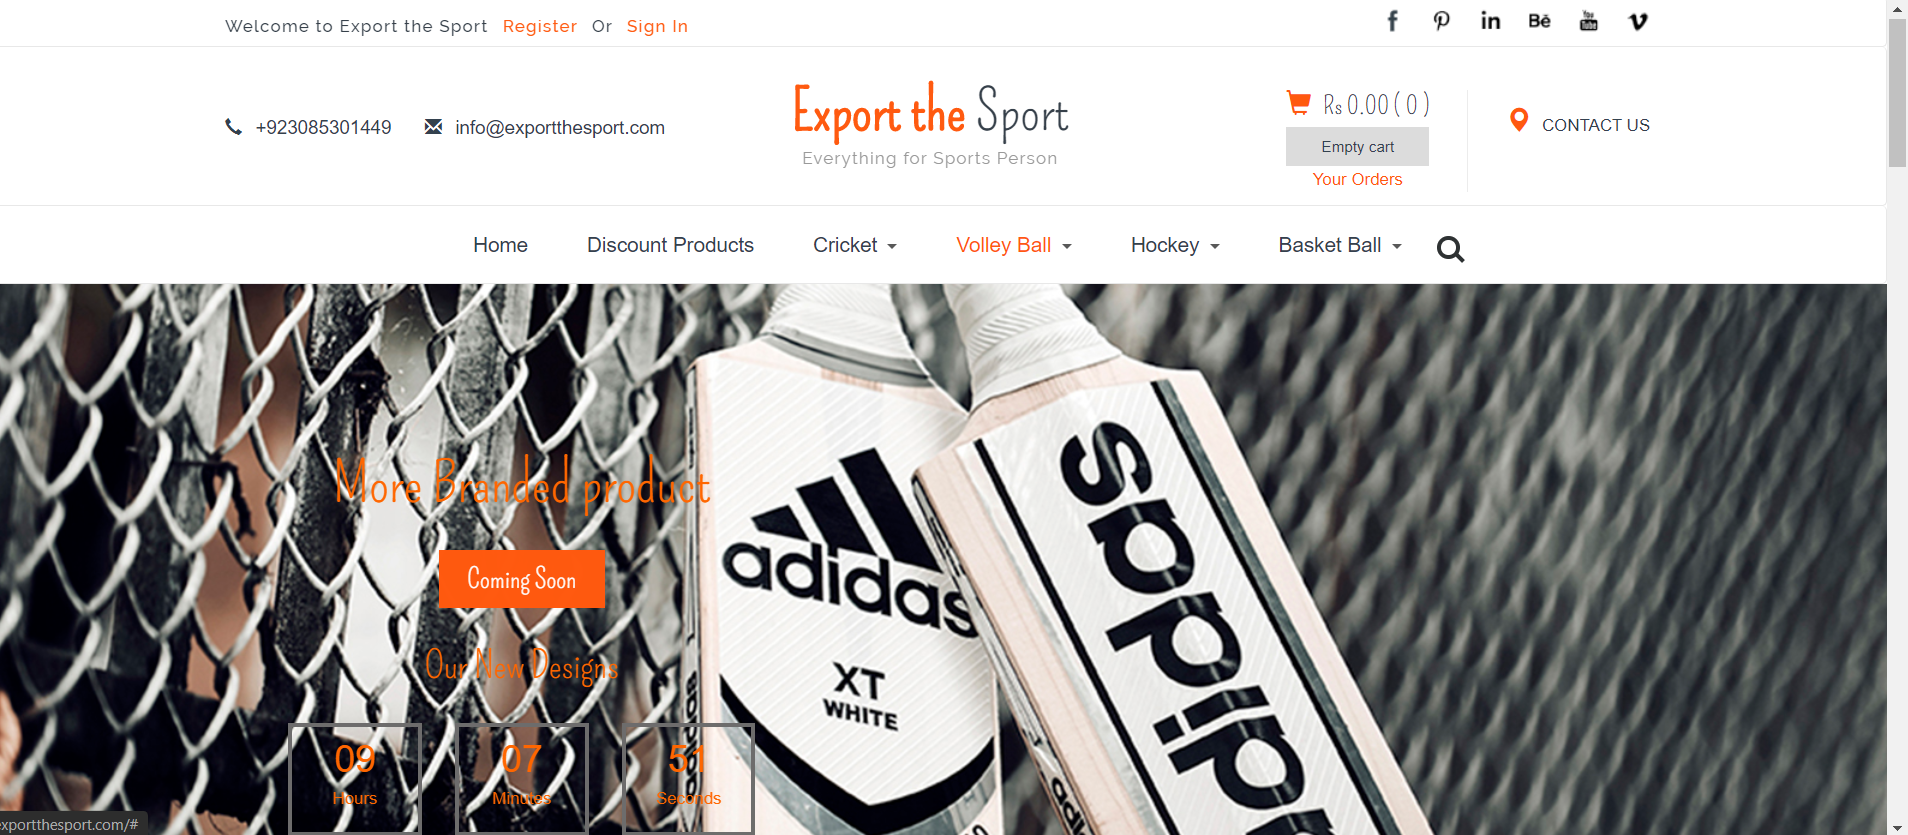 Welcome to Export the Sport Register Or Sign In
Bē
You Tube
+923085301449 info@exportthesport.com
Export the Sport
Everything for Sports Person
Rs 0.00 ( 0 )
Empty cart
Your Orders
CONTACT US
Home Discount Products Cricket Volley Ball Hockey Basket Ball
More Branded product
Coming Soon
Our New Designs
09 07 51
Hours Minutes Seconds
adidas
XT
WHITE
adidas
adidas
exportthesport.com/#